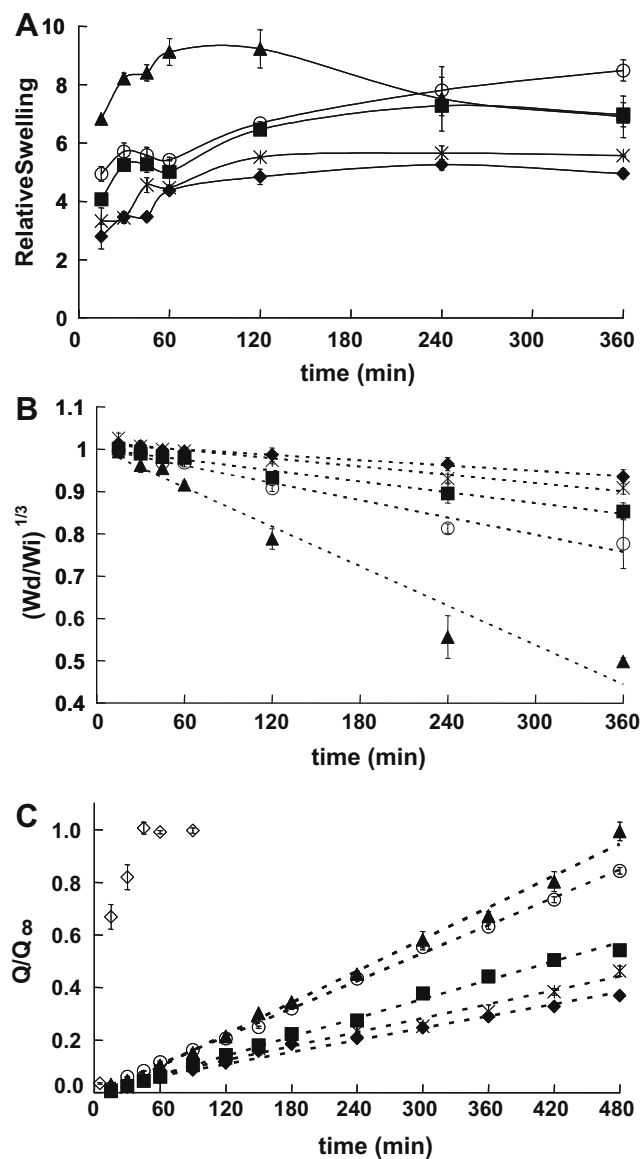 A
RelativeSwelling
10
8
6
4
2
0
0 60 120 180 240 300 360
time (min)
B
(Wd/Wi) 1/3
1.1
1
0.9
0.8
0.7
0.6
0.5
0.4
0 60 120 180 240 300 360
time (min)
C
Q/Q∞
1.0
0.8
0.6
0.4
0.2
0.0
0 60 120 180 240 300 360 420 480
time (min)